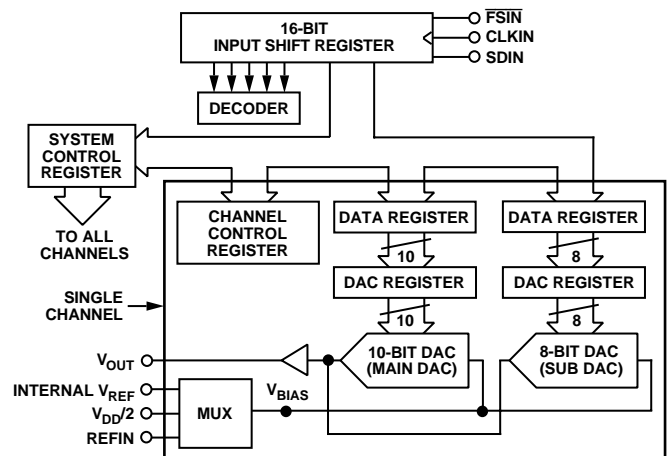 16-BIT
INPUT SHIFT REGISTER
FSIN
CLKIN
SDIN
DECODER
SYSTEM
CONTROL
REGISTER
TO ALL
CHANNELS
CHANNEL
CONTROL
REGISTER
DATA REGISTER
DATA REGISTER
10
8
DAC REGISTER
DAC REGISTER
10
8
SINGLE
CHANNEL
10-BIT DAC
(MAIN DAC)
8-BIT DAC
(SUB DAC)
VOUT
INTERNAL VREF
VDD/2
REFIN
MUX
VBIAS